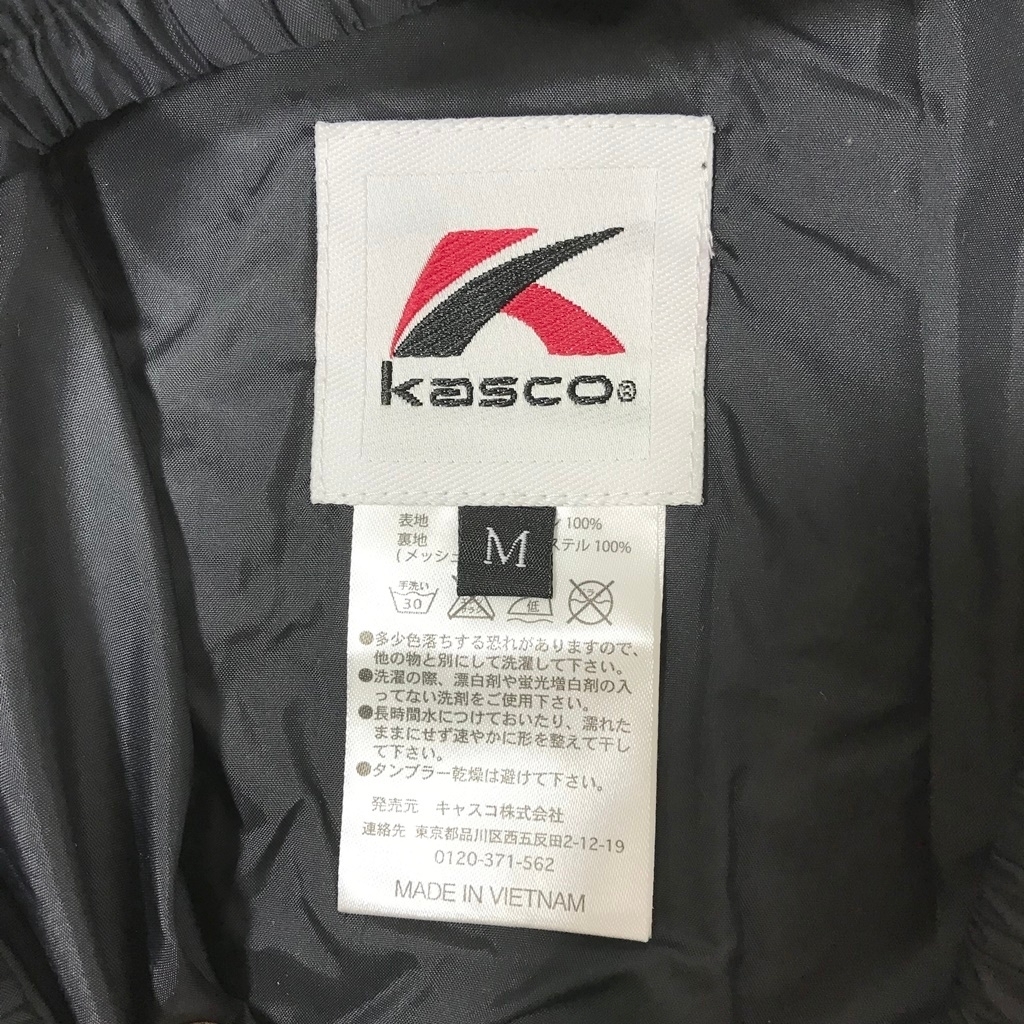 kasco®
M
表地 100%
裏地 ステル 100%
(メッシュ
手洗い
30
低
●多少色落ちする恐れがありますので、
他の物と別にして洗濯して下さい。
●洗濯の際、漂白剤や蛍光増白剤の入
ってない洗剤をご使用下さい。
●長時間水につけておいたり、濡れた
ままにせず速やかに形を整えて干し
て下さい。
●タンブラー乾燥は避けて下さい。
発売元 キャスコ株式会社
連絡先 東京都品川区西五反田2-12-19
0120-371-562
MADE IN VIETNAM